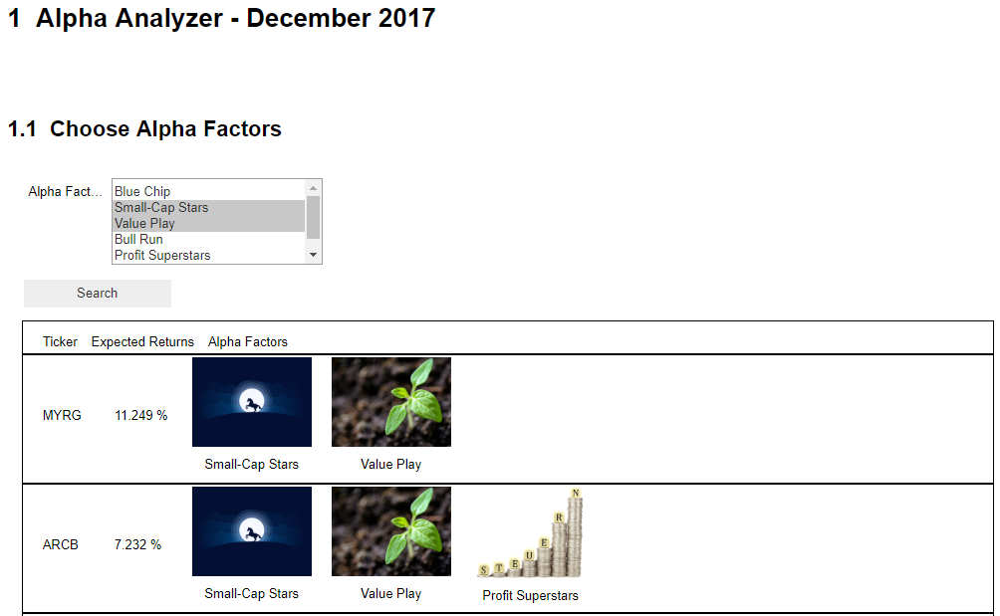 1 Alpha Analyzer - December 2017
1.1 Choose Alpha Factors
Alpha Fact...
Blue Chip
Small-Cap Stars
Value Play
Bull Run
Profit Superstars
Search
Ticker Expected Returns Alpha Factors
MYRG 11.249 %
Small-Cap Stars Value Play
ARCB 7.232 %
S T E U E R N
Small-Cap Stars Value Play Profit Superstars